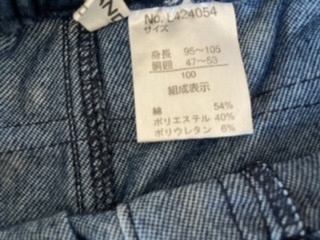 No. L424054
サイズ
身長 95〜105
胴囲 47〜53
100
組成表示
綿 54%
ポリエステル 40%
ポリウレタン 6%